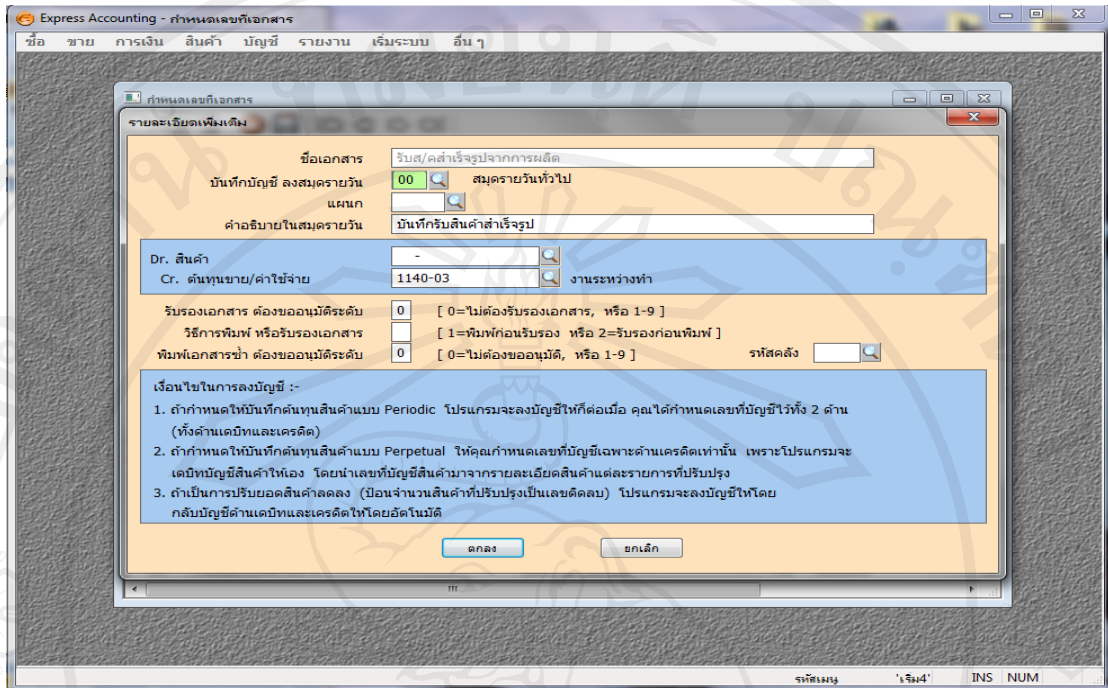 Express Accounting - กำหนดเลขที่เอกสาร
ซื้อ ขาย การเงิน สินค้า บัญชี รายงาน เริ่มระบบ อื่น ๆ
กำหนดเลขที่เอกสาร
รายละเอียดเพิ่มเติม
ชื่อเอกสาร รับส/คสำเร็จรูปจากการผลิต
บันทึกบัญชี ลงสมุดรายวัน 00 สมุดรายวันทั่วไป
แผนก
คำอธิบายในสมุดรายวัน บันทึกรับสินค้าสำเร็จรูป
Dr. สินค้า -
Cr. ต้นทุนขาย/ค่าใช้จ่าย 1140-03 งานระหว่างทำ
รับรองเอกสาร ต้องขออนุมัติระดับ 0 [ 0=ไม่ต้องรับรองเอกสาร, หรือ 1-9 ]
วิธีการพิมพ์ หรือรับรองเอกสาร [ 1=พิมพ์ก่อนรับรอง หรือ 2=รับรองก่อนพิมพ์ ]
พิมพ์เอกสารซ้ำ ต้องขออนุมัติระดับ 0 [ 0=ไม่ต้องขออนุมัติ, หรือ 1-9 ] รหัสคลัง
เงื่อนไขในการลงบัญชี :-
1. ถ้ากำหนดให้บันทึกต้นทุนสินค้าแบบ Periodic โปรแกรมจะลงบัญชีให้ก็ต่อเมื่อ คุณได้กำหนดเลขที่บัญชีไว้ทั้ง 2 ด้าน
(ทั้งด้านเดบิทและเครดิต)
2. ถ้ากำหนดให้บันทึกต้นทุนสินค้าแบบ Perpetual ให้คุณกำหนดเลขที่บัญชีเฉพาะด้านเครดิตเท่านั้น เพราะโปรแกรมจะ
เดบิทบัญชีสินค้าให้เอง โดยนำเลขที่บัญชีสินค้ามาจากรายละเอียดสินค้าแต่ละรายการที่ปรับปรุง
3. ถ้าเป็นการปรับยอดสินค้าลดลง (ป้อนจำนวนสินค้าที่ปรับปรุงเป็นเลขติดลบ) โปรแกรมจะลงบัญชีให้โดย
กลับบัญชีด้านเดบิทและเครดิตให้โดยอัตโนมัติ
ตกลง ยกเลิก
รหัสเมนู 'เริ่ม4' INS NUM